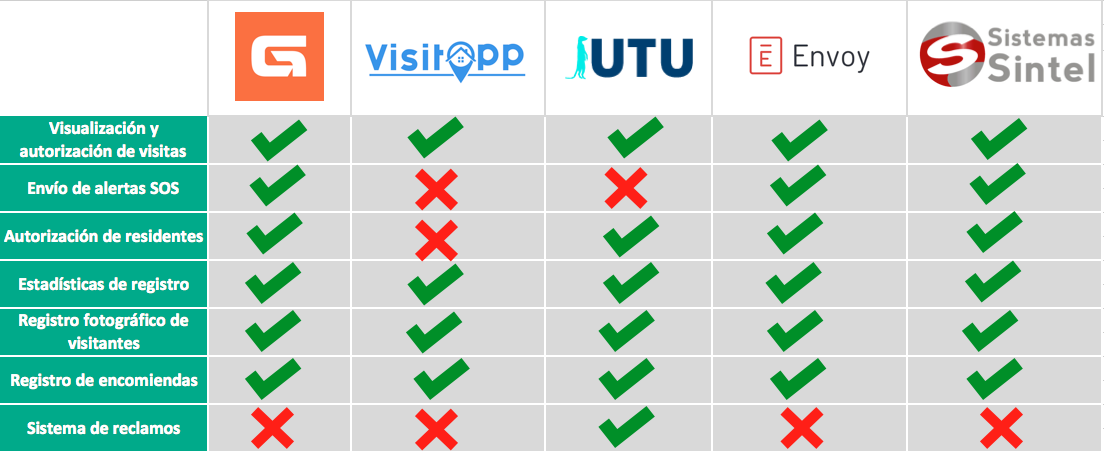 VisitApp
UTU
Envoy
Sistemas
Sintel
Visualización y
autorización de visitas
Envío de alertas SOS
Autorización de residentes
Estadísticas de registro
Registro fotográfico de
visitantes
Registro de encomiendas
Sistema de reclamos